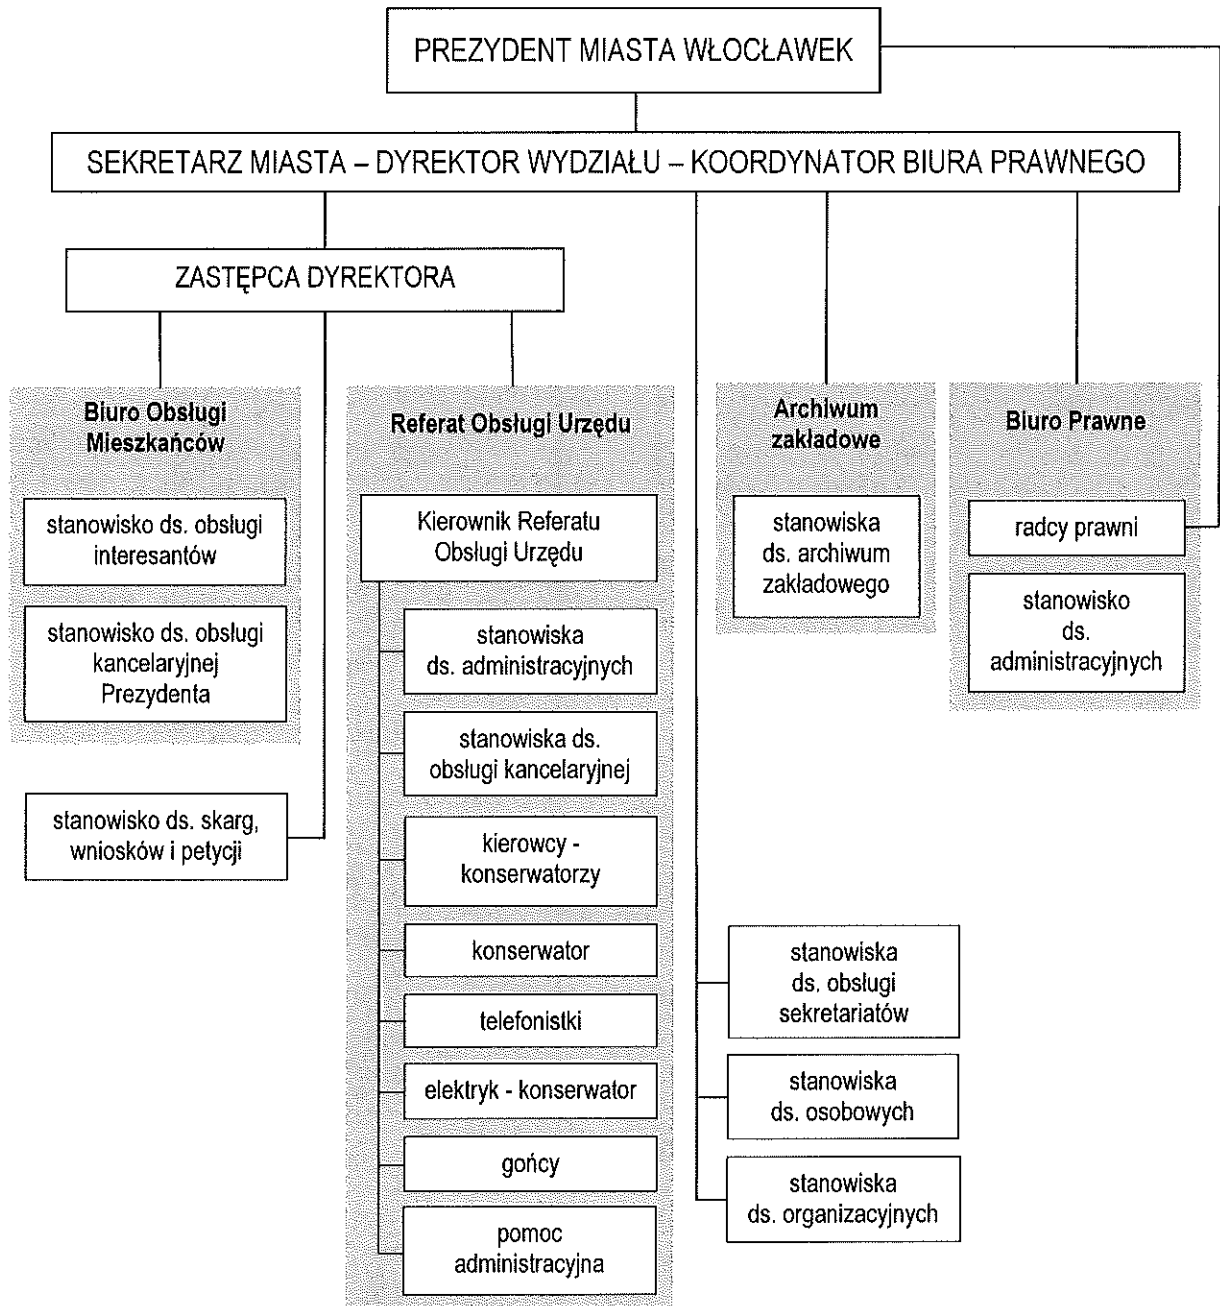 PREZYDENT MIASTA WŁOCŁAWEK
SEKRETARZ MIASTA – DYREKTOR WYDZIAŁU – KOORDYNATOR BIURA PRAWNEGO
ZASTĘPCA DYREKTORA
Biuro Obsługi
Mieszkańców
stanowisko ds. obsługi
interesantów
stanowisko ds. obsługi
kancelaryjnej
Prezydenta
stanowisko ds. skarg,
wniosków i petycji
Referat Obsługi Urzędu
Kierownik Referatu
Obsługi Urzędu
stanowiska
ds. administracyjnych
stanowiska ds.
obsługi kancelaryjnej
kierowcy -
konserwatorzy
konserwator
telefonistki
elektryk - konserwator
gońcy
pomoc
administracyjna
Archiwum
zakładowe
stanowiska
ds. archiwum
zakładowego
Biuro Prawne
radcy prawni
stanowisko
ds.
administracyjnych
stanowiska
ds. obsługi
sekretariatów
stanowiska
ds. osobowych
stanowiska
ds. organizacyjnych